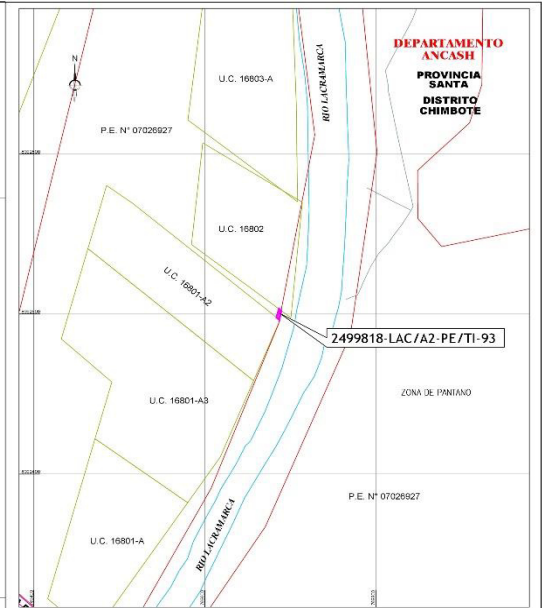 DEPARTAMENTO
ANCASH
PROVINCIA
SANTA
DISTRITO
CHIMBOTE
N
U.C. 16803-A
RIO LACRAMARCA
P.E. N° 07026927
U.C. 16802
U.C. 16801-A2
2499818-LAC/A2-PE/TI-93
ZONA DE PANTANO
U.C. 16801-A3
P.E. N° 07026927
RIO LACRAMARCA
U.C. 16801-A